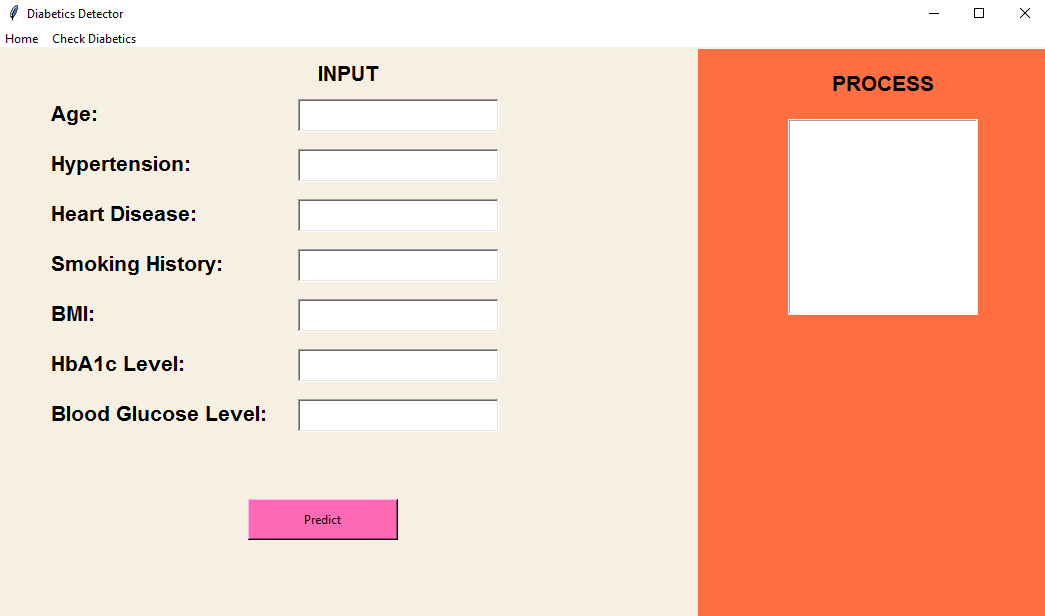 Diabetics Detector
Home Check Diabetics
INPUT
Age:
Hypertension:
Heart Disease:
Smoking History:
BMI:
HbA1c Level:
Blood Glucose Level:
Predict
PROCESS